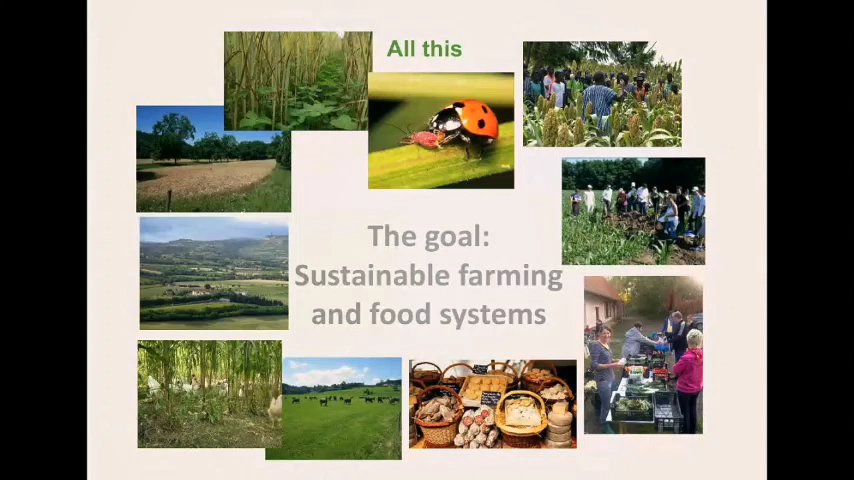 All this
The goal:
Sustainable farming
and food systems